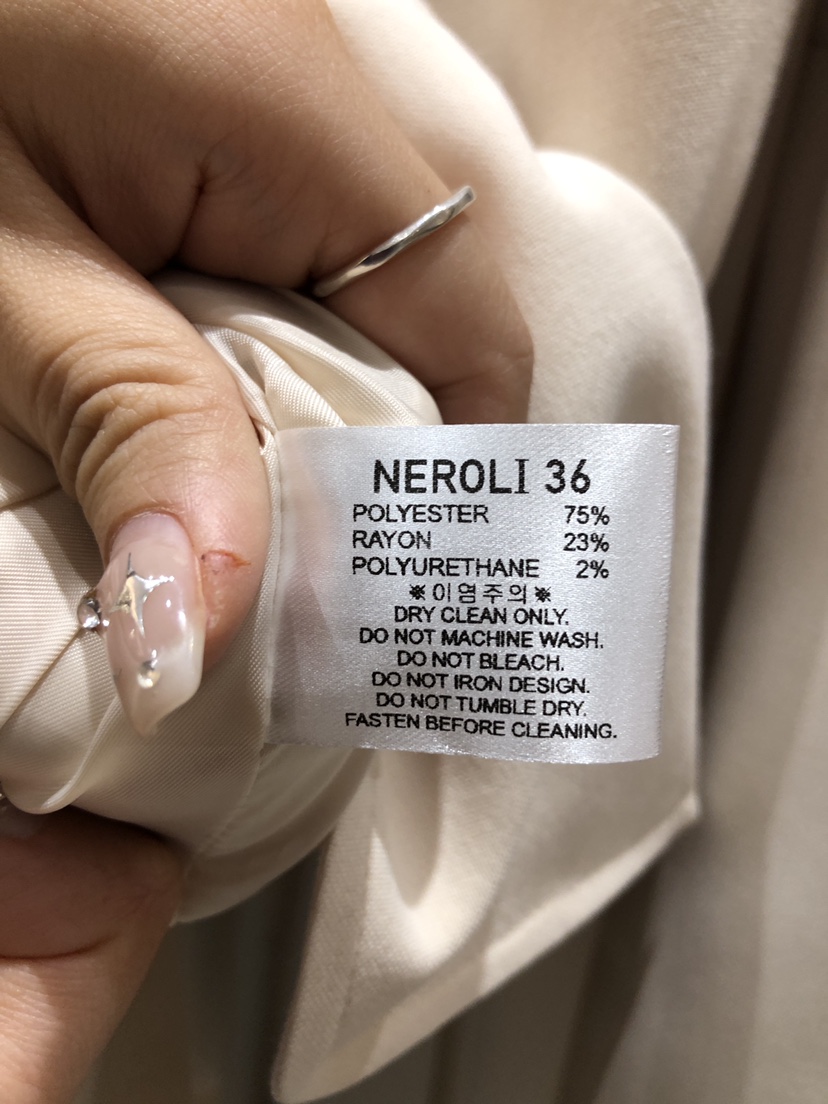 NEROLI 36
POLYESTER 75%
RAYON 23%
POLYURETHANE 2%
※이염주의※
DRY CLEAN ONLY.
DO NOT MACHINE WASH.
DO NOT BLEACH.
DO NOT IRON DESIGN.
DO NOT TUMBLE DRY.
FASTEN BEFORE CLEANING.